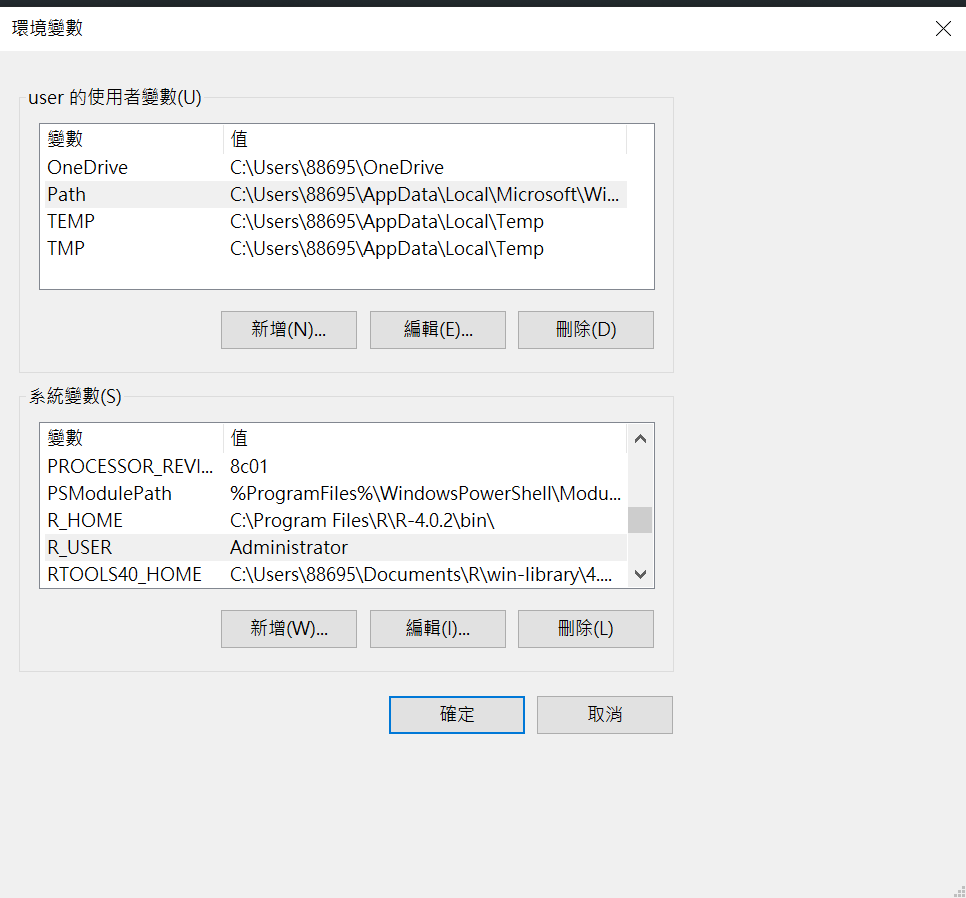 環境變數
user 的使用者變數(U)
變數 值
OneDrive C:\Users\88695\OneDrive
Path C:\Users\88695\AppData\Local\Microsoft\Wi...
TEMP C:\Users\88695\AppData\Local\Temp
TMP C:\Users\88695\AppData\Local\Temp
新增(N)... 編輯(E)... 刪除(D)
系統變數(S)
變數 值
PROCESSOR_REVI... 8c01
PSModulePath %ProgramFiles%\WindowsPowerShell\Modu...
R_HOME C:\Program Files\R\R-4.0.2\bin\
R_USER Administrator
RTOOLS40_HOME C:\Users\88695\Documents\R\win-library\4....
新增(W)... 編輯(I)... 刪除(L)
確定 取消